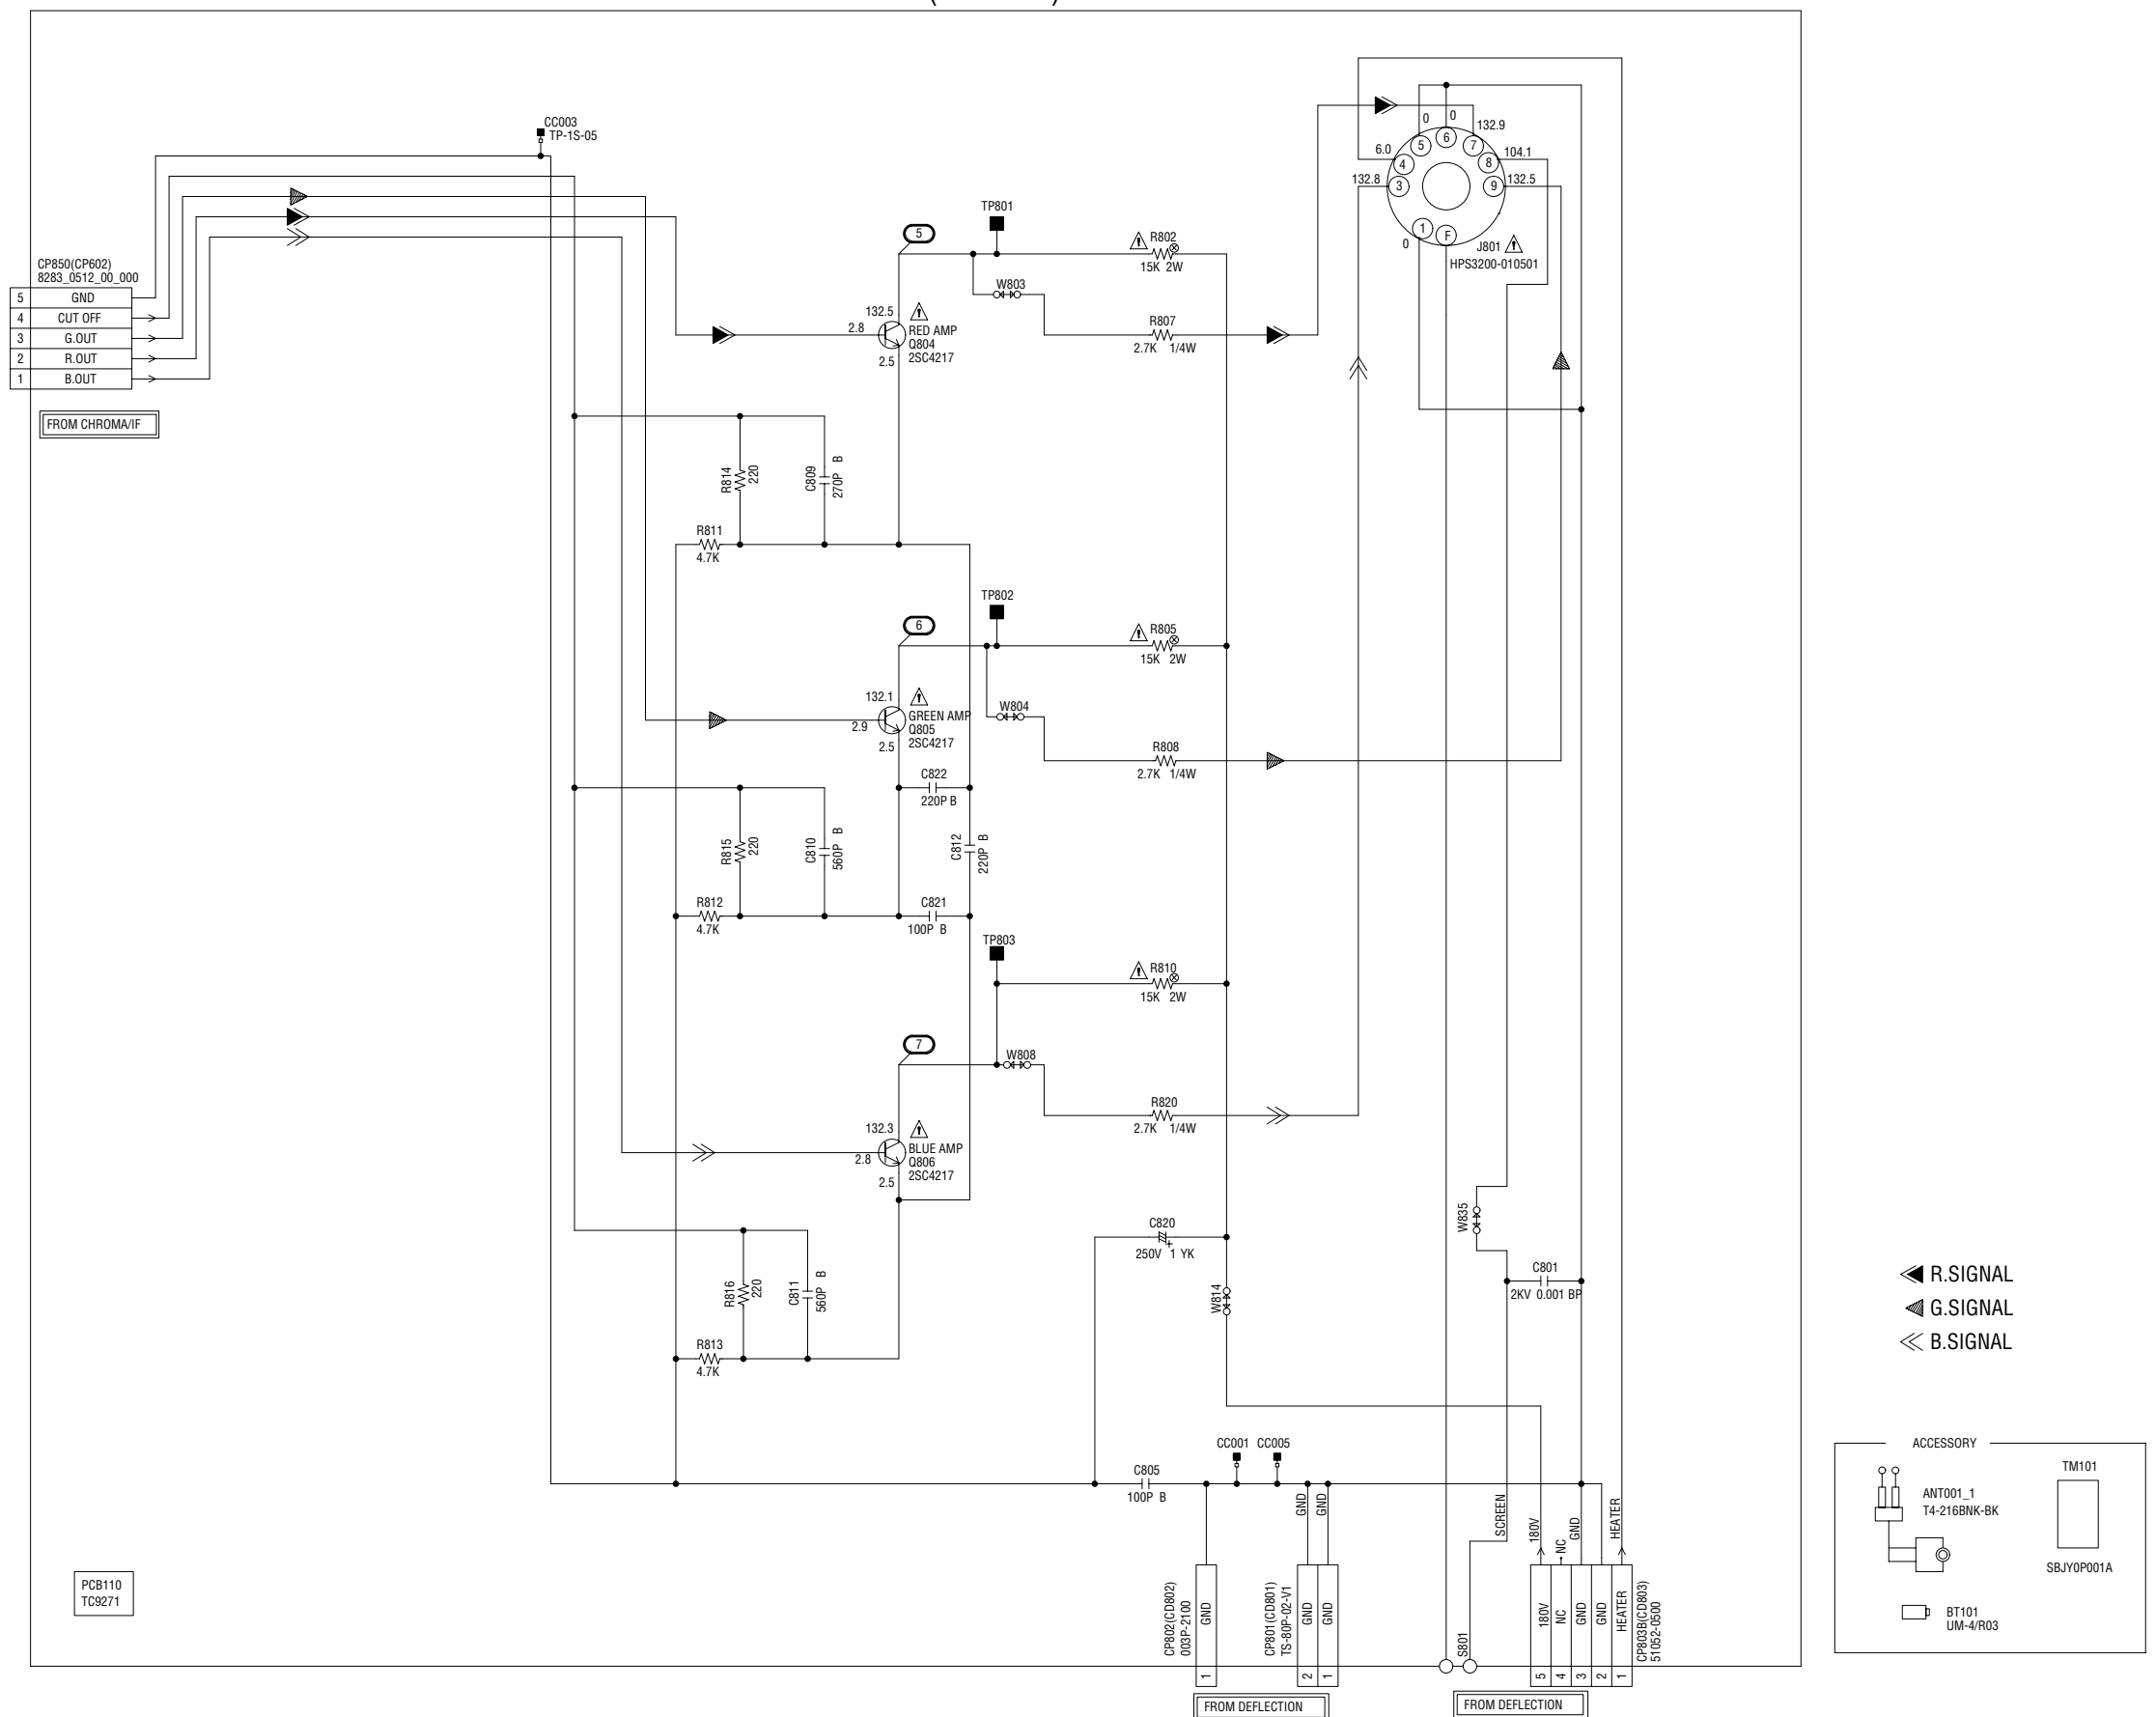 CC003
TP-1S-05
CP850(CP602)
8283_0512_00_000
5 GND
4 CUT OFF
3 G.OUT
2 R.OUT
1 B.OUT
FROM CHROMA/IF
0
0
132.9
6.0
104.1
132.8
132.5
0
5
6
7
4
8
3
9
1
F
J801
HPS3200-010501
TP801
5
R802
15K 2W
W803
132.5
2.8
2.5
RED AMP
Q804
2SC4217
R807
2.7K 1/4W
R814
220
C809
270P B
R811
4.7K
TP802
6
R805
15K 2W
132.1
2.9
2.5
GREEN AMP
Q805
2SC4217
W804
R808
2.7K 1/4W
C822
220P B
R815
220
C810
560P B
C812
220P B
R812
4.7K
C821
100P B
TP803
R810
15K 2W
7
W808
132.3
2.8
2.5
BLUE AMP
Q806
2SC4217
R820
2.7K 1/4W
R816
220
C811
560P B
R813
4.7K
C820
+
250V 1 YK
W814
W835
C801
2KV 0.001 BP
R.SIGNAL
G.SIGNAL
B.SIGNAL
CC001 CC005
C805
100P B
GND
GND
SCREEN
180V
NC
GND
HEATER
PCB110
TC9271
CP802(CD802)
003P-2100
GND
1
CP801(CD801)
TS-80P-02-V1
GND
GND
2
1
S801
180V
NC
GND
GND
HEATER
5
4
3
2
1
CP803B(CD803)
51052-0500
FROM DEFLECTION
FROM DEFLECTION
ACCESSORY
ANT001_1
T4-216BNK-BK
TM101
SBJY0P001A
BT101
UM-4/R03